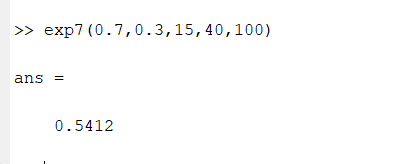 >> exp7(0.7,0.3,15,40,100)
ans =
0.5412